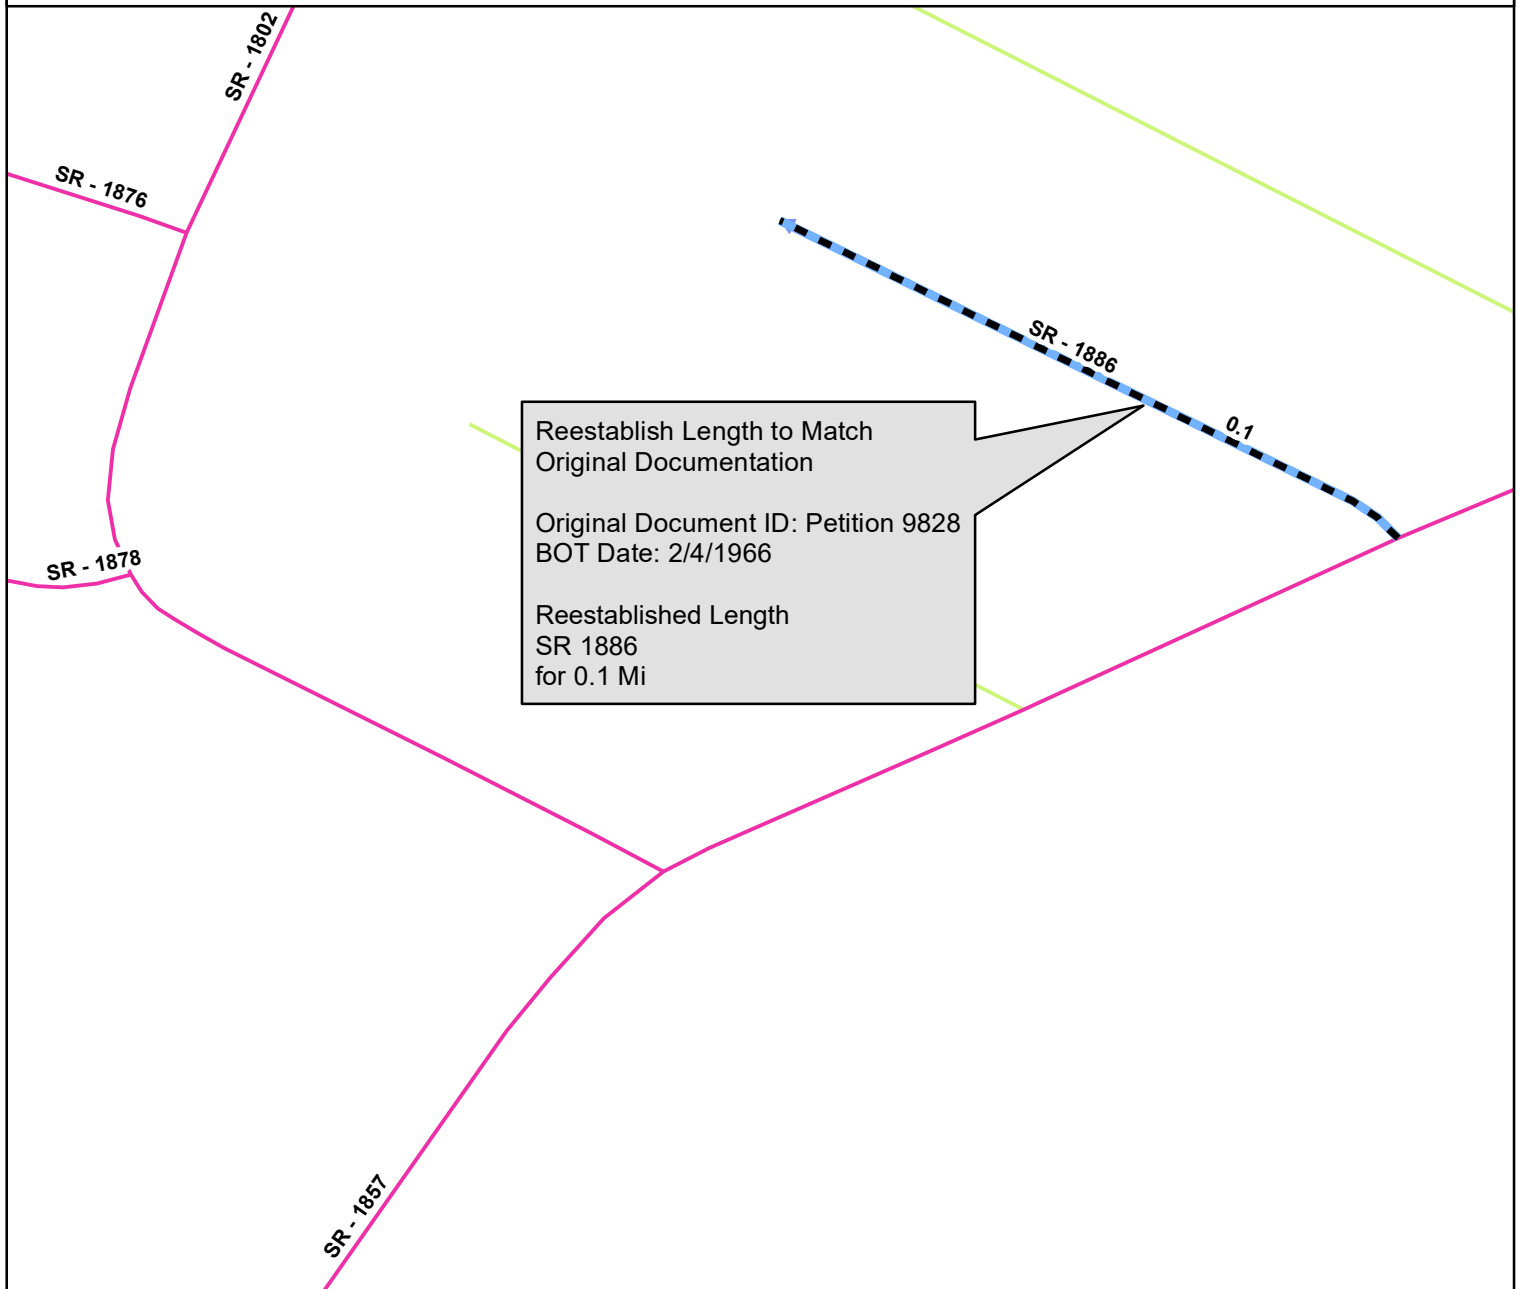 SR - 1802
SR - 1876
SR - 1886
0.1
Reestablish Length to Match
Original Documentation
Original Document ID: Petition 9828
BOT Date: 2/4/1966
Reestablished Length
SR 1886
for 0.1 Mi
SR - 1878
SR - 1857